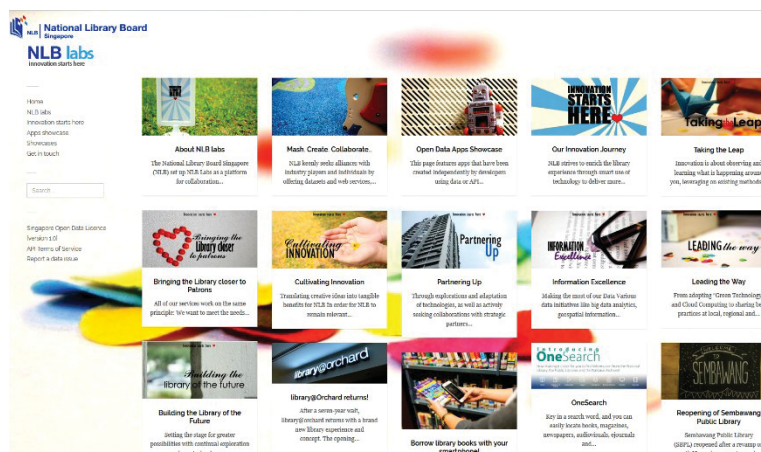 NLB | National Library Board
Singapore
NLB labs
innovation starts here
Home
NLB labs
Innovation starts here
Apps showcase
Showcases
Get in touch
Search
Singapore Open Data Licence
(version 1.0)
API Terms of Service
Report a data issue
About NLB labs
The National Library Board Singapore
(NLB) set up NLB Labs as a platform
for collaboration...
Mash. Create. Collaborate..
NLB keenly seeks alliances with
industry players and individuals by
offering datasets and web services,...
Open Data Apps Showcase
This page features apps that have been
created independently by developers
using data or API...
INNOVATION
STARTS
HERE
Our Innovation Journey
NLB strives to enrich the library
experience through smart use of
technology to deliver more...
Taking the Leap
Taking the Leap
Innovation is about observing and
learning what is happening around
you, leveraging on existing methods
Bringing the
Library closer
to patrons
Bringing the Library closer to
Patrons
All of our services work on the same
principle: We want to meet the needs...
Cultivating
INNOVATION
Cultivating Innovation
Translating creative ideas into tangible
benefits for NLB In order for NLB to
remain relevant...
Partnering
Up
Partnering Up
Through explorations and adaptation
of technologies, as well as actively
seeking collaborations with strategic
partners...
INFORMATION
Excellence
Information Excellence
Making the most of our Data Various
data initiatives like big data analytics,
geospatial information...
LEADING the way
Leading the Way
From adopting "Green Technology
and Cloud Computing to sharing be
practices at local, regional and...
Building the
library of the future
Building the Library of the
Future
Setting the stage for greater
possibilities with continual exploration
library@orchard
library@Orchard returns!
After a seven-year wait,
library@orchard returns with a brand
new library experience and
concept. The opening...
Borrow library books with your
smartphone!
introducing
OneSearch
OneSearch
Key in a search word, and you can
easily locate books, magazines,
newspapers, audiovisuals, ejournals
and...
WELCOME
TO
SEMBAWANG
Reopening of Sembawang
Public Library
Sembawang Public Library
(SBPL) reopened after a revamp o